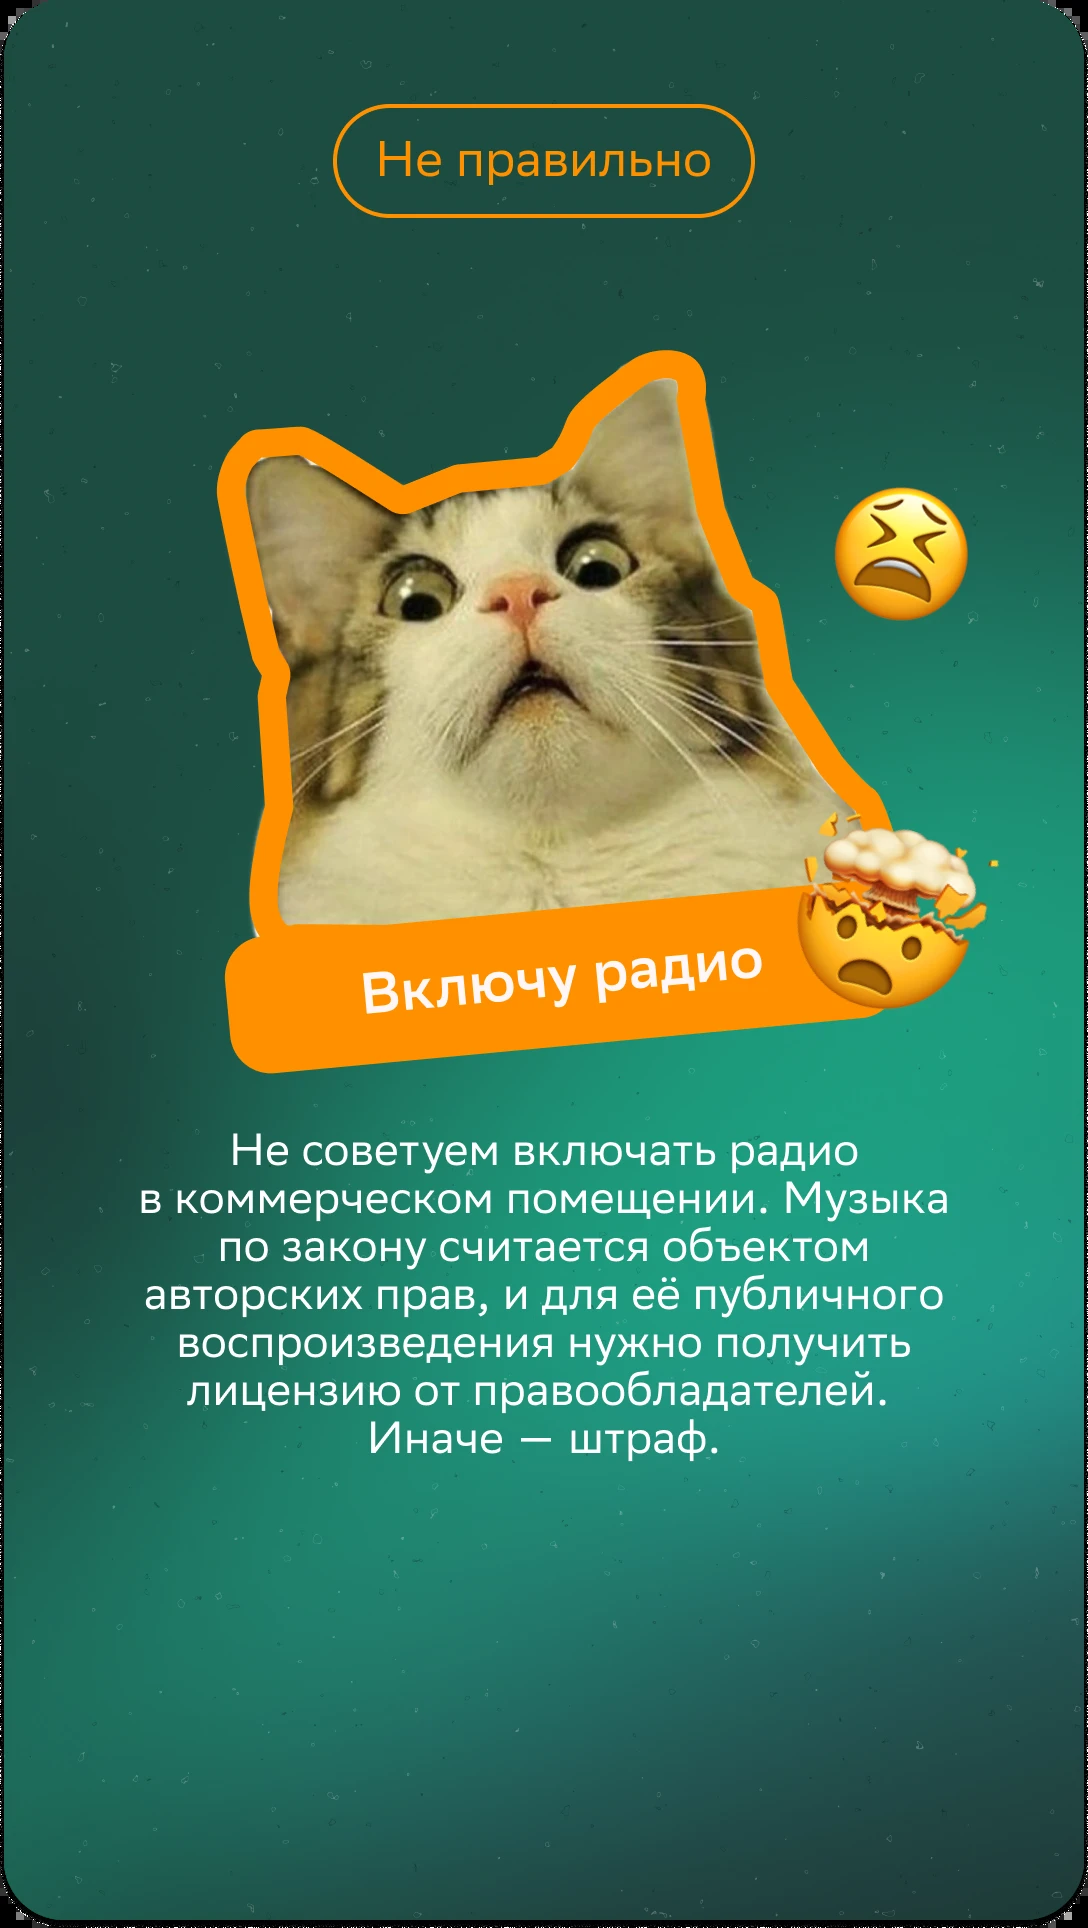 Не правильно
Включу радио
Не советуем включать радио
в коммерческом помещении. Музыка
по закону считается объектом
авторских прав, и для её публичного
воспроизведения нужно получить
лицензию от правообладателей.
Иначе — штраф.